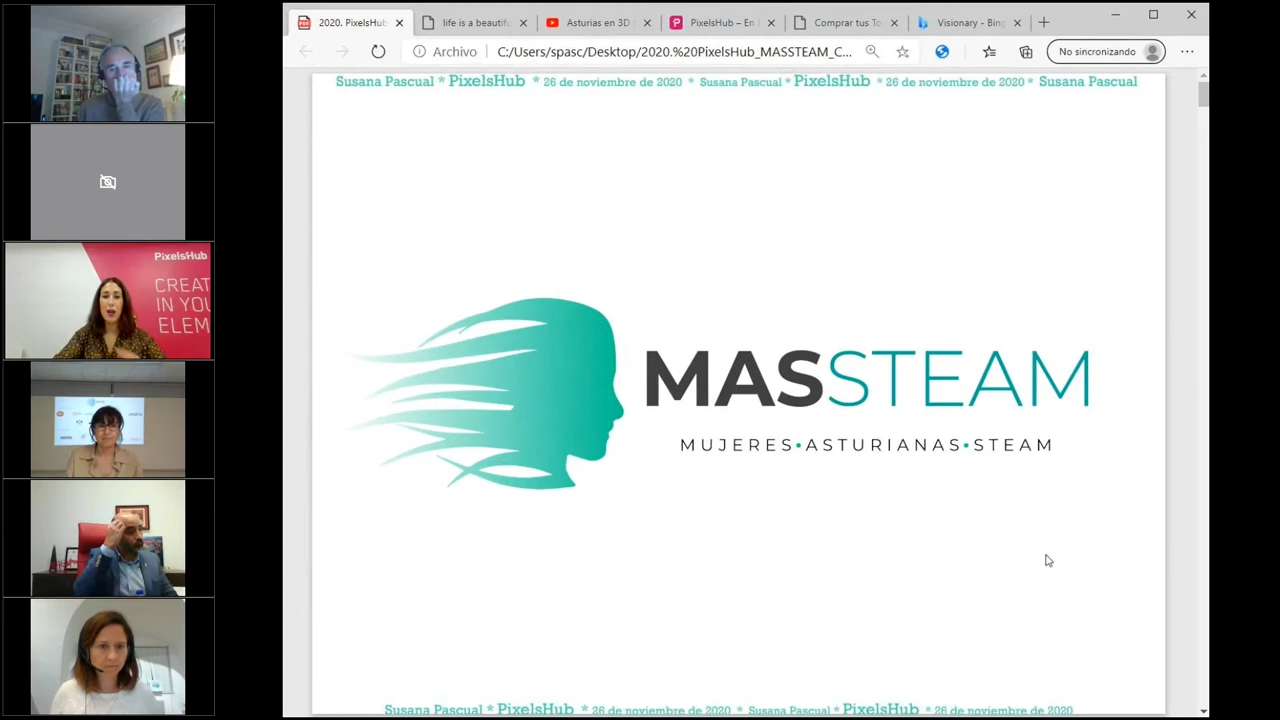 2020. PixelsHub
life is a beautifu
Asturias en 3D
PixelsHub – En
Comprar tus To
Visionary - Bing
Archivo
C:/Users/spasc/Desktop/2020.%20PixelsHub_MASSTEAM_C...
No sincronizando
Susana Pascual * PixelsHub * 26 de noviembre de 2020 * Susana Pascual * PixelsHub * 26 de noviembre de 2020 * Susana Pascual
PixelsHub
CREAT
IN YOU
ELEM
MASSTEAM
MUJERES•ASTURIANAS•STEAM
Susana Pascual * PixelsHub * 26 de noviembre de 2020 * Susana Pascual * PixelsHub * 26 de noviembre de 2020